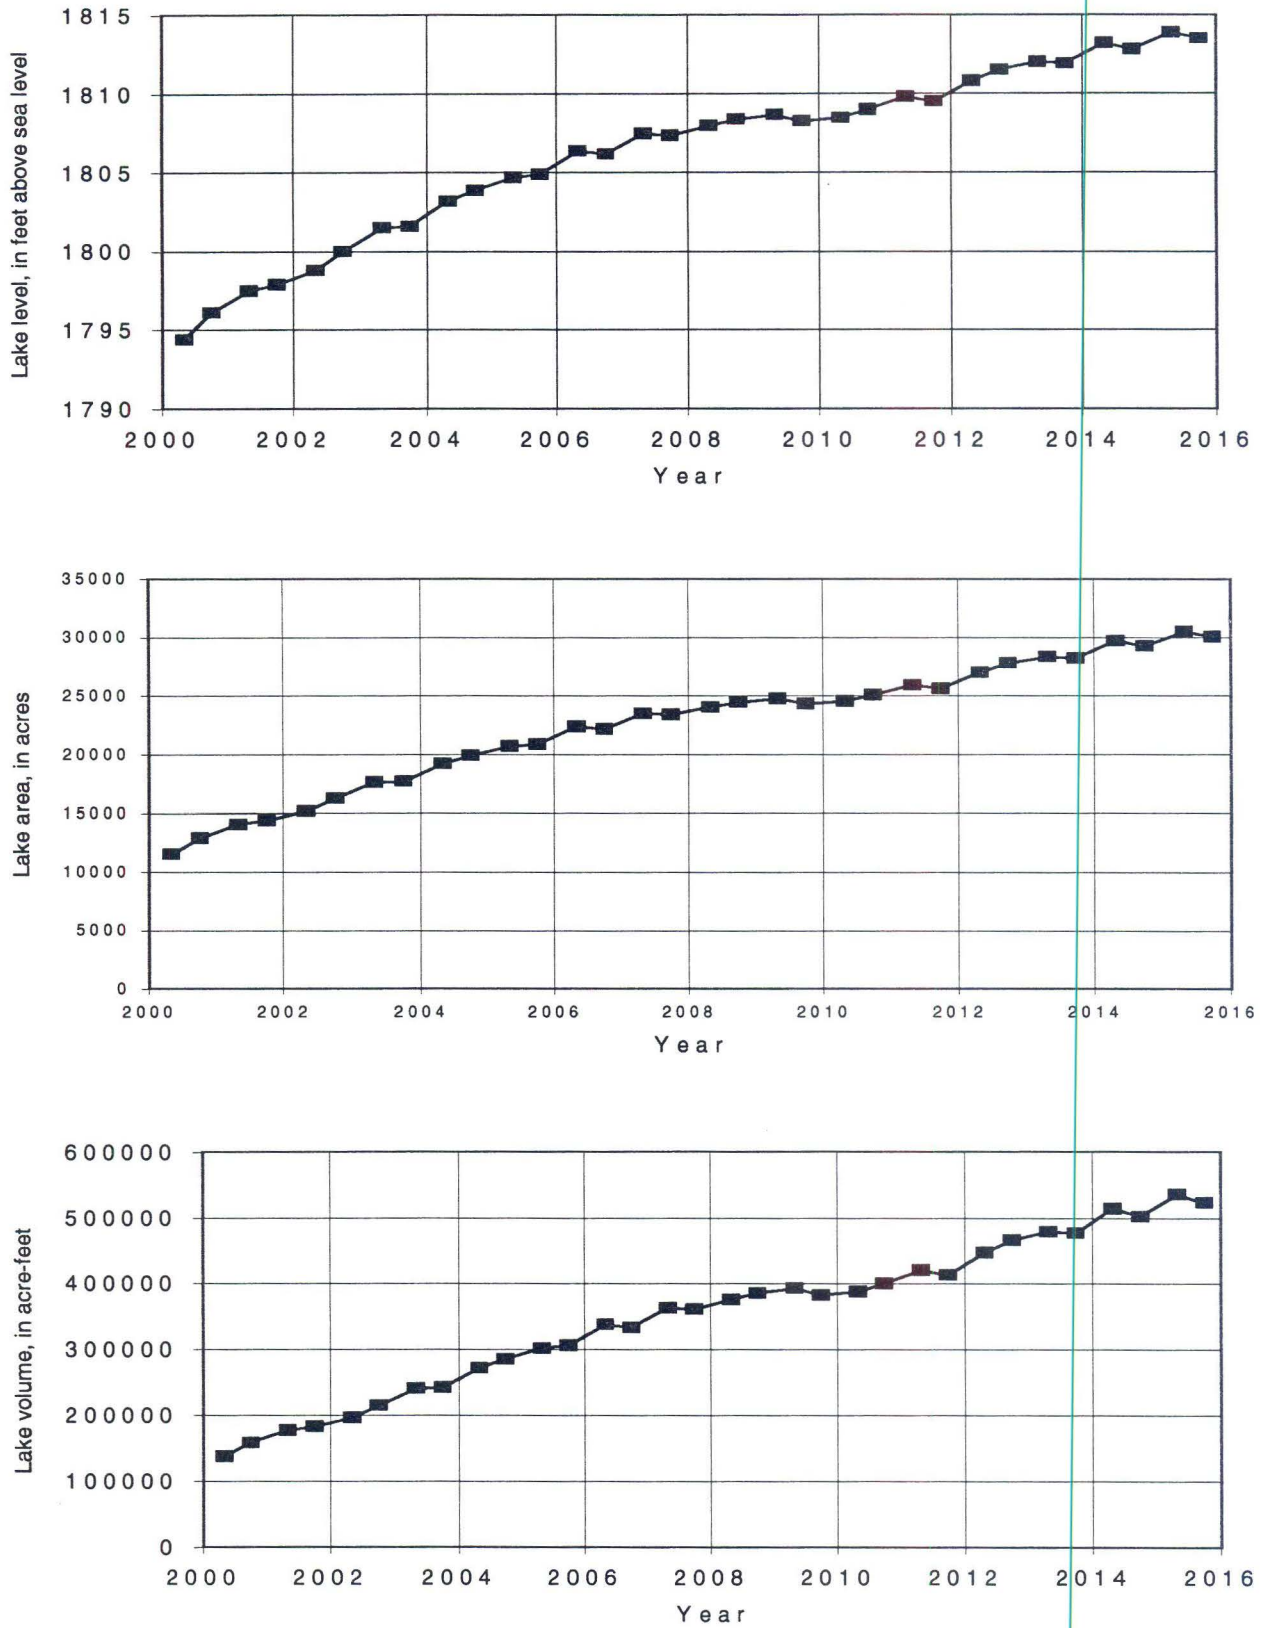 Lake level, in feet above sea level
1815
1810
1805
1800
1795
1790
2000 2002 2004 2006 2008 2010 2012 2014 2016
Year
Lake area, in acres
35000
30000
25000
20000
15000
10000
5000
0
2000 2002 2004 2006 2008 2010 2012 2014 2016
Year
Lake volume, in acre-feet
600000
500000
400000
300000
200000
100000
0
2000 2002 2004 2006 2008 2010 2012 2014 2016
Year